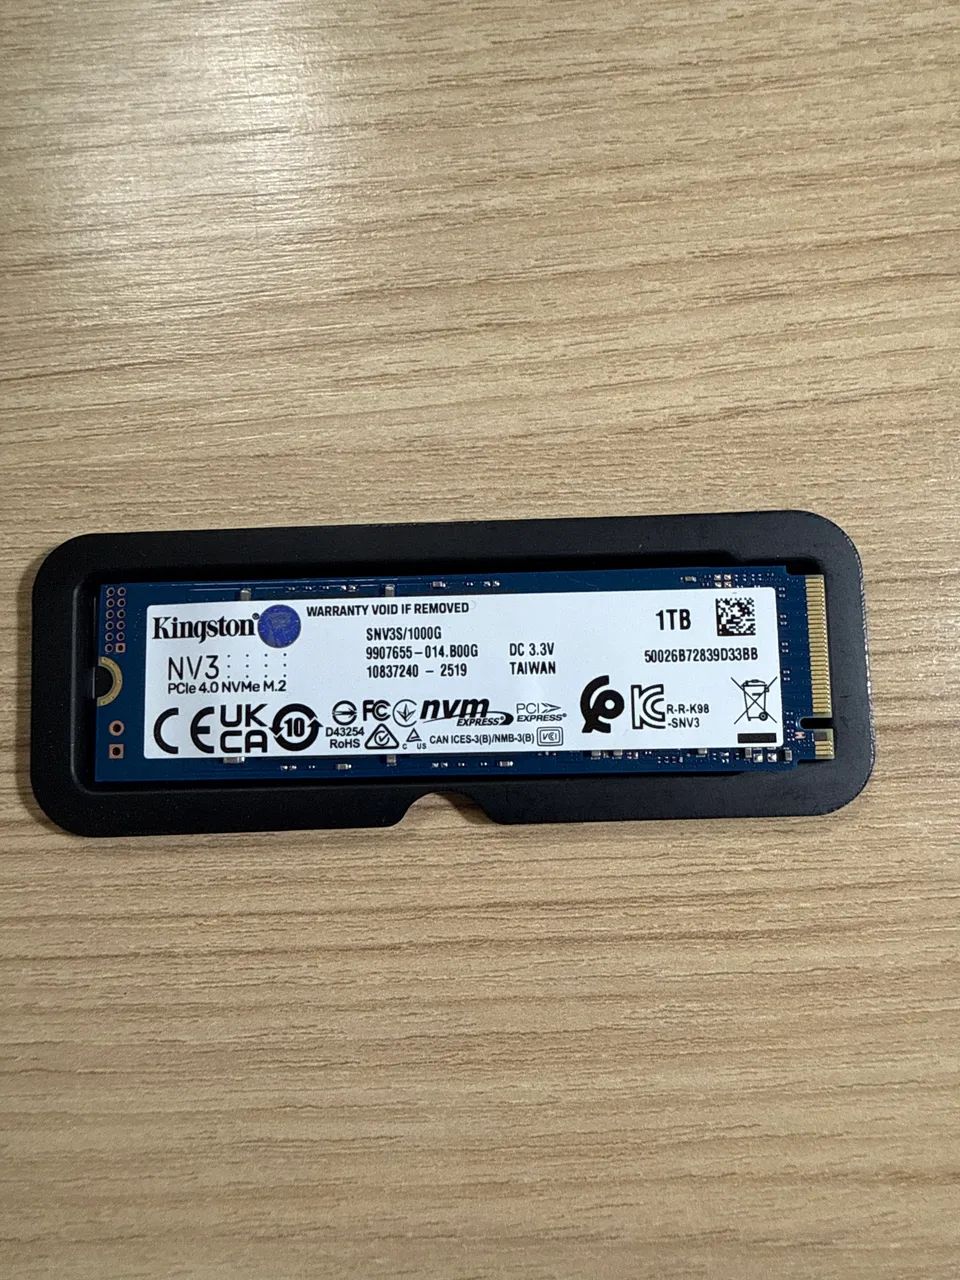 Kingston
WARRANTY VOID IF REMOVED
NV3
PCIe 4.0 NVMe M.2
SNV3S/1000G
9907655-014.B00G
10837240 - 2519
DC 3.3V
TAIWAN
1TB
50026B72839D33BB
CE
UK
CA
10
D43254
RoHS
FC
nvm
EXPRESS
PCI
EXPRESS®
C US
CAN ICES-3(B)/NMB-3(B)
VCI
R-R-K98
-SNV3